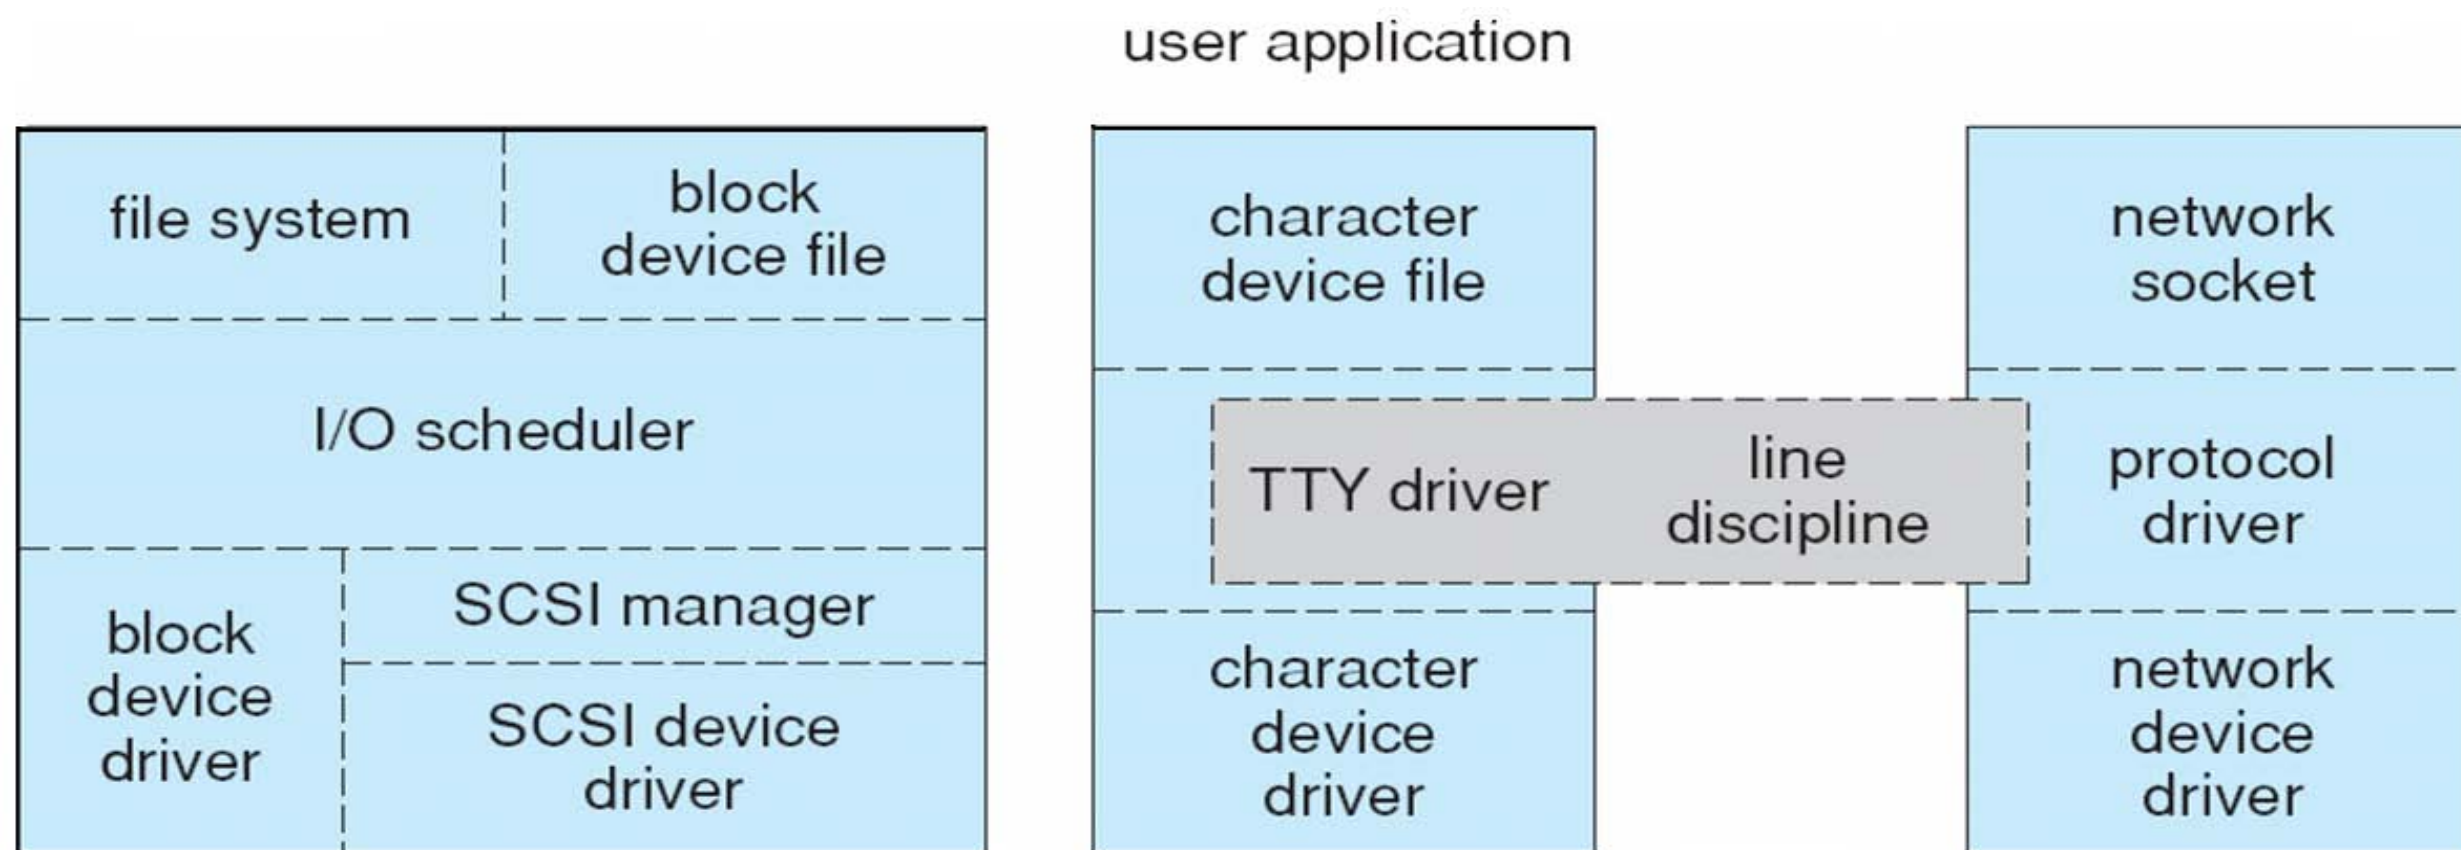 user application
file system
block
device file
I/O scheduler
block
device
driver
SCSI manager
SCSI device
driver
character
device file
TTY driver
line
discipline
character
device
driver
network
socket
protocol
driver
network
device
driver